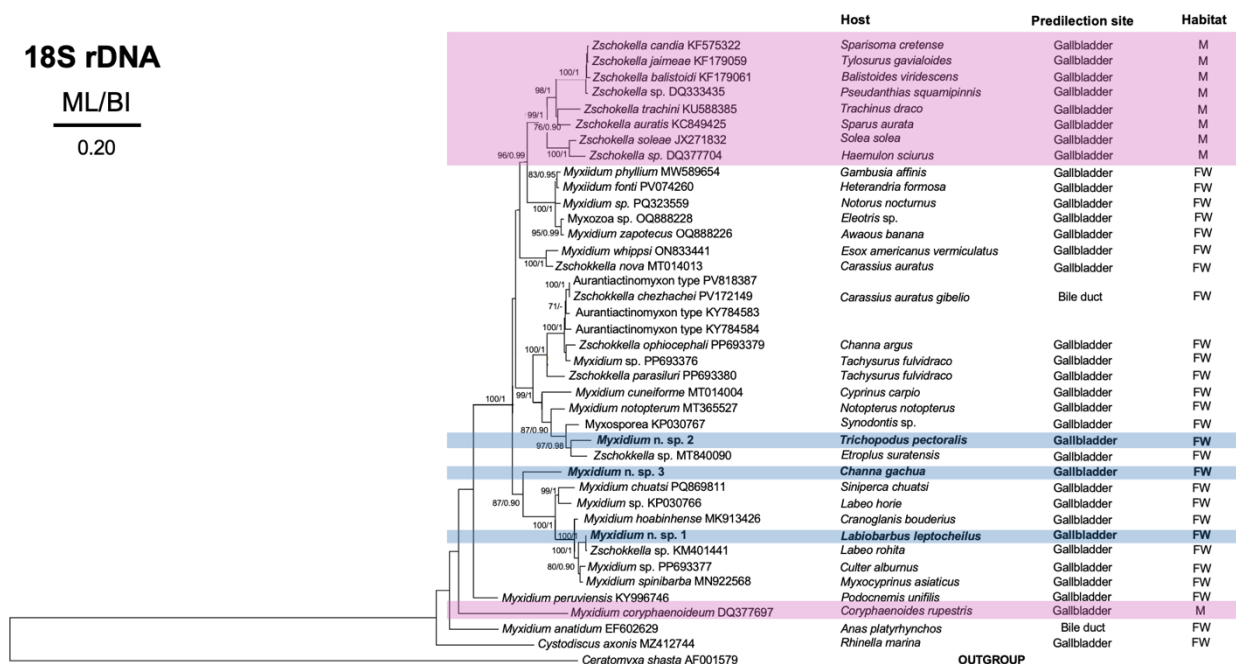 Host Predilection site Habitat
18S rDNA
ML/BI
0.20
Zschokella candia KF575322 Sparisoma cretense Gallbladder M
Zschokella jaimeae KF179059 Tylosurus gavialoides Gallbladder M
100/1 Zschokella balistoidi KF179061 Balistoides viridescens Gallbladder M
98/1 Zschokella sp. DQ333435 Pseudanthias squamipinnis Gallbladder M
99/1 Zschokella trachini KU588385 Trachinus draco Gallbladder M
76/0.90 Zschokella auratis KC849425 Sparus aurata Gallbladder M
Zschokella soleae JX271832 Solea solea Gallbladder M
96/0.99 100/1 Zschokella sp. DQ377704 Haemulon sciurus Gallbladder M
83/0.95 Myxiidum phyllium MW589654 Gambusia affinis Gallbladder FW
Myxiidum fonti PV074260 Heterandria formosa Gallbladder FW
100/1 Myxidium sp. PQ323559 Notorus nocturnus Gallbladder FW
Myxozoa sp. OQ888228 Eleotris sp. Gallbladder FW
95/0.99 Myxidium zapotecus OQ888226 Awaous banana Gallbladder FW
Myxidium whippsi ON833441 Esox americanus vermiculatus Gallbladder FW
100/1 Zschokkella nova MT014013 Carassius auratus Gallbladder FW
100/1 Aurantiactinomyxon type PV818387
Zschokkella chezhachei PV172149 Carassius auratus gibelio Bile duct FW
71/- Aurantiactinomyxon type KY784583
100/1 Aurantiactinomyxon type KY784584
Zschokkella ophiocephali PP693379 Channa argus Gallbladder FW
100/1 Myxidium sp. PP693376 Tachysurus fulvidraco Gallbladder FW
Zschokkella parasiluri PP693380 Tachysurus fulvidraco Gallbladder FW
100/1 99/1 Myxidium cuneiforme MT014004 Cyprinus carpio Gallbladder FW
Myxidium notopterum MT365527 Notopterus notopterus Gallbladder FW
87/0.90 Myxosporea KP030767 Synodontis sp. Gallbladder FW
97/0.98 Myxidium n. sp. 2 Trichopodus pectoralis Gallbladder FW
Zschokkella sp. MT840090 Etroplus suratensis Gallbladder FW
Myxidium n. sp. 3 Channa gachua Gallbladder FW
99/1 Myxidium chuatsi PQ869811 Siniperca chuatsi Gallbladder FW
87/0.90 Myxidium sp. KP030766 Labeo horie Gallbladder FW
100/1 Myxidium hoabinhense MK913426 Cranoglanis bouderius Gallbladder FW
100/1 Myxidium n. sp. 1 Labiobarbus leptocheilus Gallbladder FW
100/1 Zschokkella sp. KM401441 Labeo rohita Gallbladder FW
80/0.90 Myxidium sp. PP693377 Culter alburnus Gallbladder FW
Myxidium spinibarba MN922568 Myxocyprinus asiaticus Gallbladder FW
Myxidium peruviensis KY996746 Podocnemis unifilis Gallbladder FW
Myxidium coryphaenoideum DQ377697 Coryphaenoides rupestris Gallbladder M
Myxidium anatidum EF602629 Anas platyrhynchos Bile duct FW
Cystodiscus axonis MZ412744 Rhinella marina Gallbladder FW
Ceratomyxa shasta AF001579 OUTGROUP